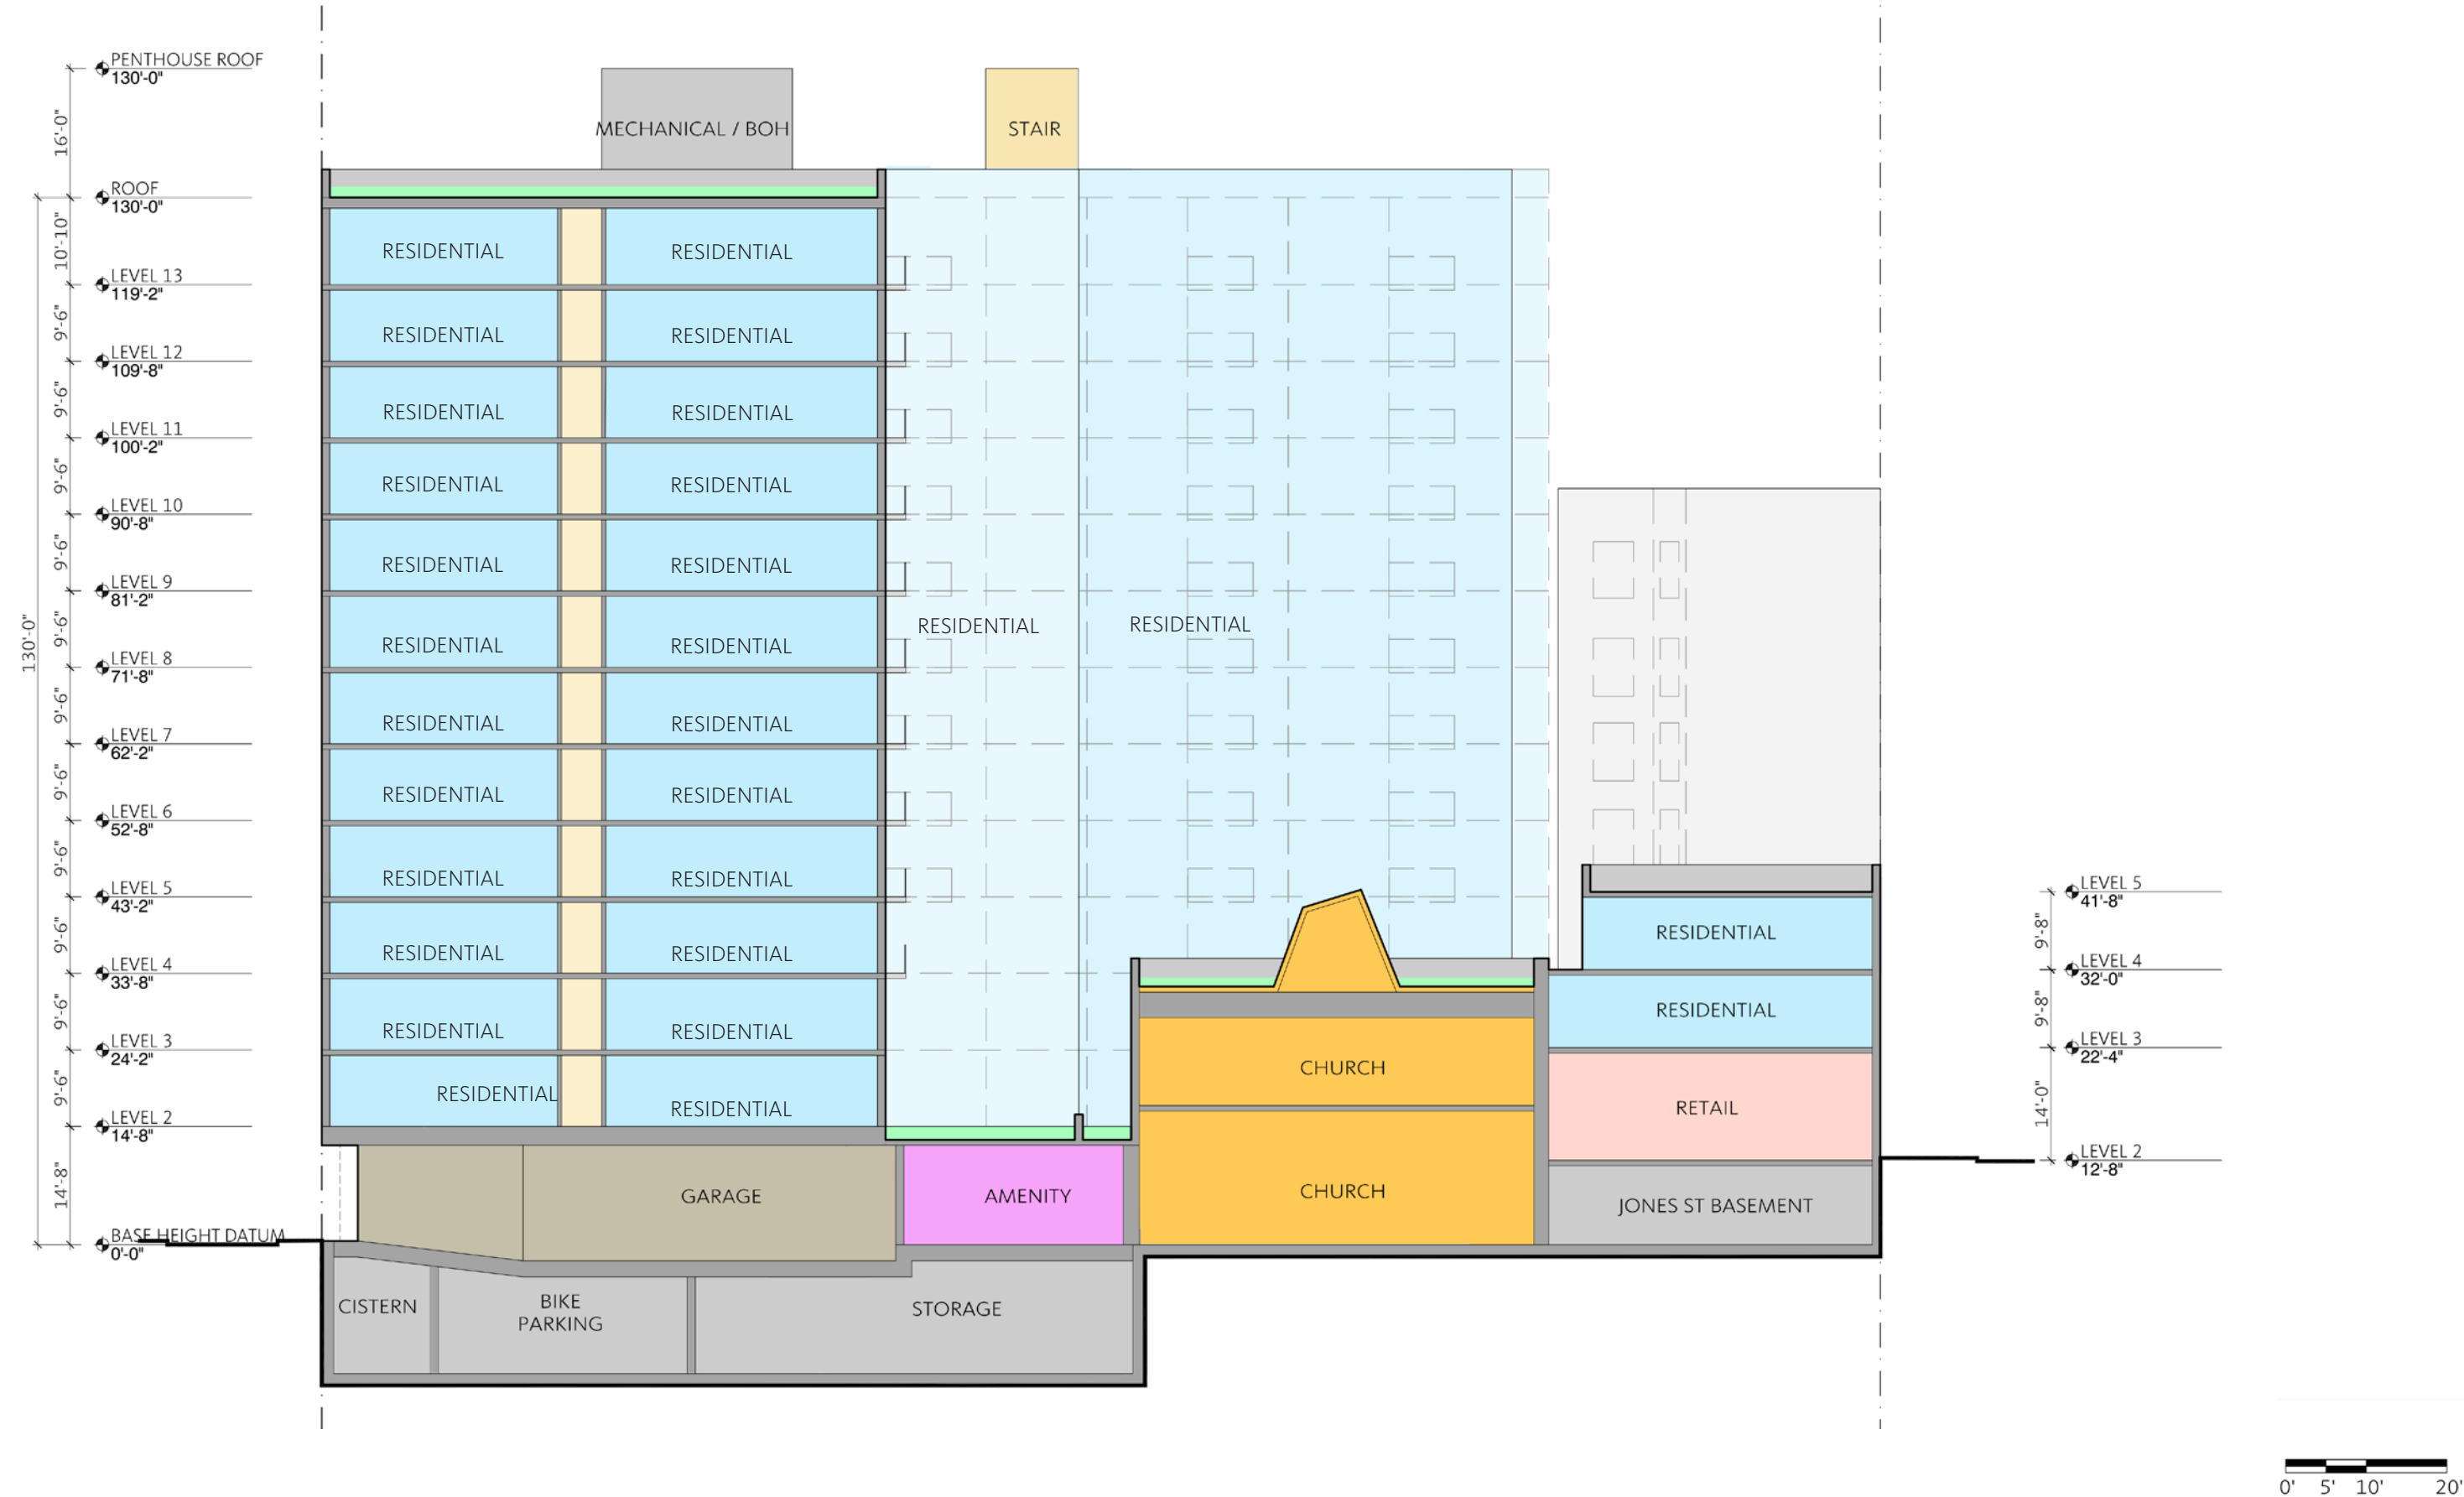 PENTHOUSE ROOF
130'-0"
16'-0"
MECHANICAL / BOH
STAIR
ROOF
130'-0"
10'-10"
RESIDENTIAL RESIDENTIAL
LEVEL 13
119'-2"
9'-6"
RESIDENTIAL RESIDENTIAL
LEVEL 12
109'-8"
9'-6"
RESIDENTIAL RESIDENTIAL
LEVEL 11
100'-2"
9'-6"
RESIDENTIAL RESIDENTIAL
LEVEL 10
90'-8"
9'-6"
RESIDENTIAL RESIDENTIAL
LEVEL 9
81'-2"
9'-6"
130'-0"
RESIDENTIAL RESIDENTIAL
RESIDENTIAL RESIDENTIAL
LEVEL 8
71'-8"
9'-6"
RESIDENTIAL RESIDENTIAL
LEVEL 7
62'-2"
9'-6"
RESIDENTIAL RESIDENTIAL
LEVEL 6
52'-8"
9'-6"
RESIDENTIAL RESIDENTIAL
LEVEL 5
43'-2"
9'-6"
RESIDENTIAL RESIDENTIAL
LEVEL 4
33'-8"
9'-6"
RESIDENTIAL RESIDENTIAL
LEVEL 3
24'-2"
9'-6"
RESIDENTIAL RESIDENTIAL
LEVEL 2
14'-8"
14'-8"
BASE HEIGHT DATUM
0'-0"
GARAGE
AMENITY
CHURCH
CHURCH
RESIDENTIAL
RESIDENTIAL
RETAIL
JONES ST BASEMENT
LEVEL 5
41'-8"
9'-8"
LEVEL 4
32'-0"
9'-8"
LEVEL 3
22'-4"
14'-0"
LEVEL 2
12'-8"
CISTERN
BIKE
PARKING
STORAGE
0' 5' 10' 20'